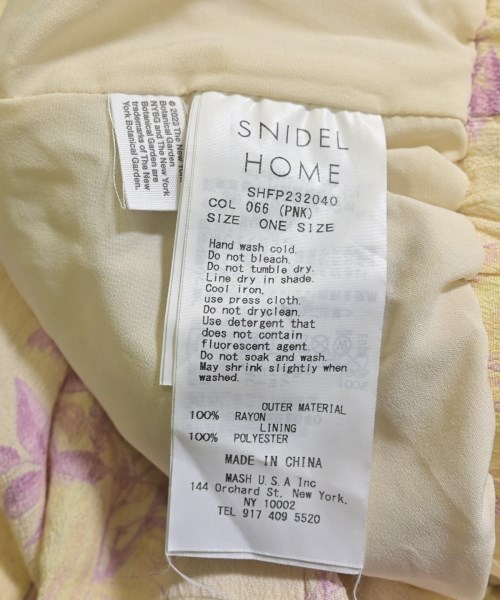 © 2023 The New York
Botanical Garden
NYBG and The New York
Botanical Garden are
trademarks of The New
York Botanical Garden.
SNIDEL
HOME
SHFP232040
COL 066 (PNK)
SIZE ONE SIZE
Hand wash cold.
Do not bleach.
Do not tumble dry.
Line dry in shade.
Cool iron.
use press cloth.
Do not dryclean.
Use detergent that
does not contain
fluorescent agent.
Do not soak and wash.
May shrink slightly when
washed.
OUTER MATERIAL
100% RAYON
LINING
100% POLYESTER
MADE IN CHINA
MASH U.S.A Inc
144 Orchard St. New York.
NY 10002
TEL 917 409 5520